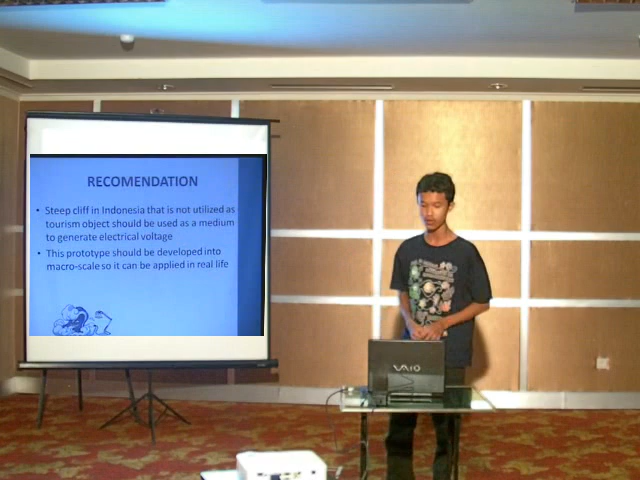 RECOMENDATION
• Steep cliff in Indonesia that is not utilized as
tourism object should be used as a medium
to generate electrical voltage
• This prototype should be developed into
macro-scale so it can be applied in real life
VAIO